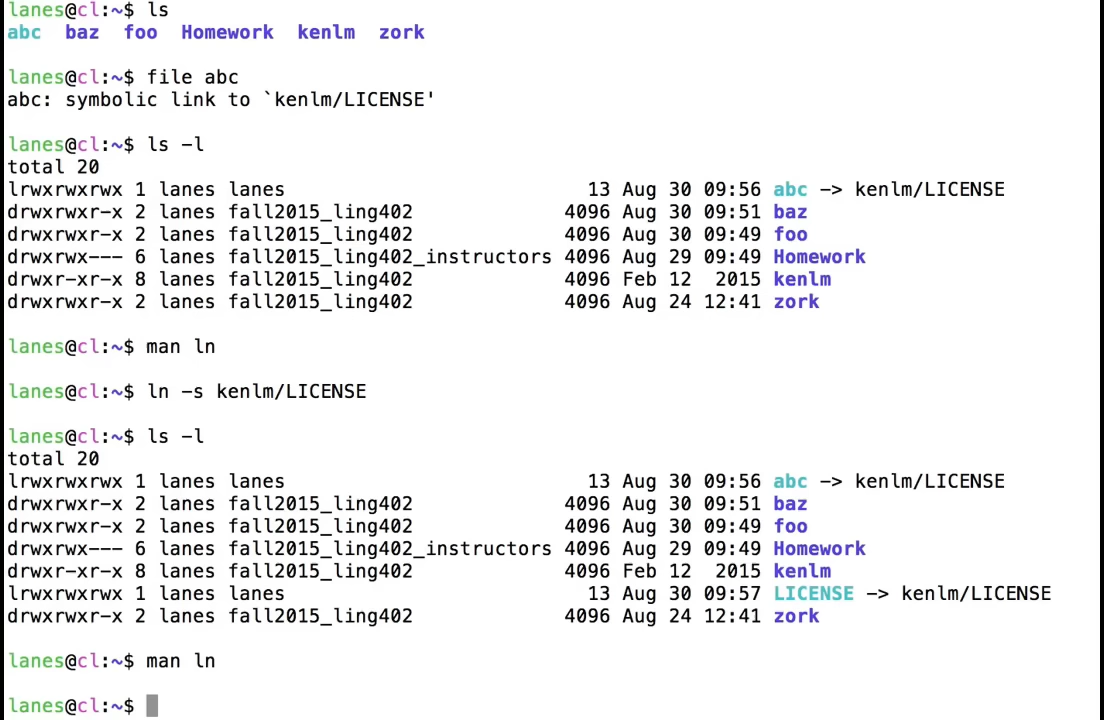 lanes@cl:~$ ls
abc  baz  foo  Homework  kenlm  zork
lanes@cl:~$ file abc
abc: symbolic link to `kenlm/LICENSE'
lanes@cl:~$ ls -l
total 20
lrwxrwxrwx 1 lanes lanes                          13 Aug 30 09:56 abc -> kenlm/LICENSE
drwxrwxr-x 2 lanes fall2015_ling402             4096 Aug 30 09:51 baz
drwxrwxr-x 2 lanes fall2015_ling402             4096 Aug 30 09:49 foo
drwxrwx--- 6 lanes fall2015_ling402_instructors 4096 Aug 29 09:49 Homework
drwxr-xr-x 8 lanes fall2015_ling402             4096 Feb 12  2015 kenlm
drwxrwxr-x 2 lanes fall2015_ling402             4096 Aug 24 12:41 zork
lanes@cl:~$ man ln
lanes@cl:~$ ln -s kenlm/LICENSE
lanes@cl:~$ ls -l
total 20
lrwxrwxrwx 1 lanes lanes                          13 Aug 30 09:56 abc -> kenlm/LICENSE
drwxrwxr-x 2 lanes fall2015_ling402             4096 Aug 30 09:51 baz
drwxrwxr-x 2 lanes fall2015_ling402             4096 Aug 30 09:49 foo
drwxrwx--- 6 lanes fall2015_ling402_instructors 4096 Aug 29 09:49 Homework
drwxr-xr-x 8 lanes fall2015_ling402             4096 Feb 12  2015 kenlm
lrwxrwxrwx 1 lanes lanes                          13 Aug 30 09:57 LICENSE -> kenlm/LICENSE
drwxrwxr-x 2 lanes fall2015_ling402             4096 Aug 24 12:41 zork
lanes@cl:~$ man ln
lanes@cl:~$